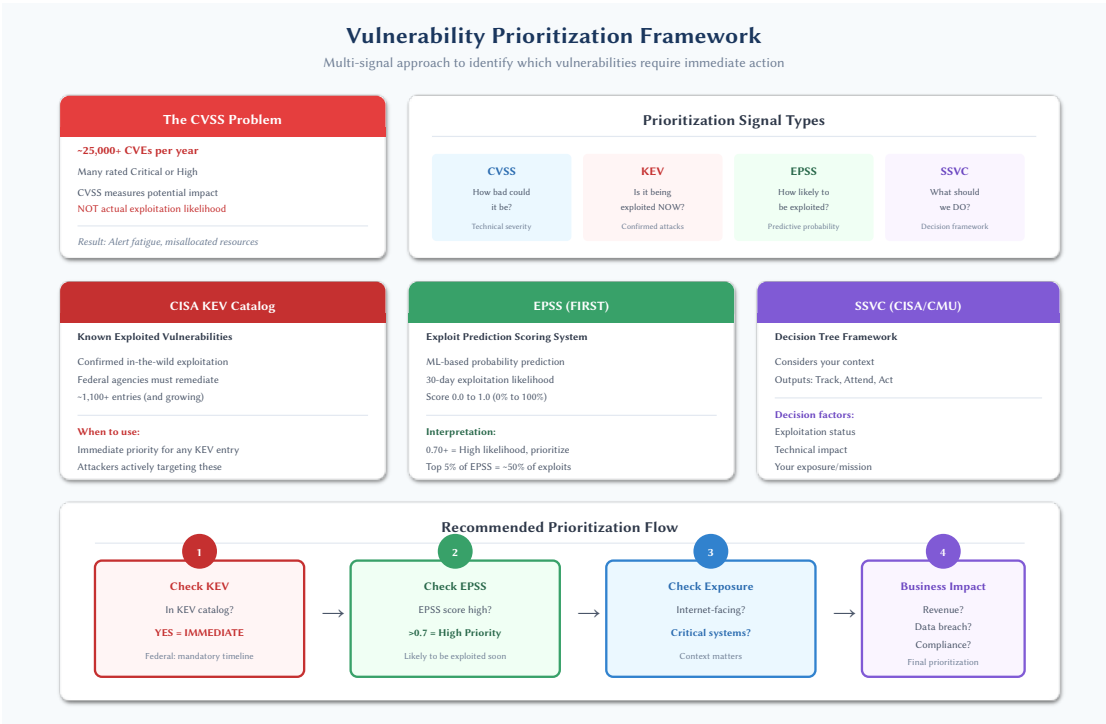 Vulnerability Prioritization Framework
Multi-signal approach to identify which vulnerabilities require immediate action
The CVSS Problem
~25,000+ CVEs per year
Many rated Critical or High
CVSS measures potential impact
NOT actual exploitation likelihood
Result: Alert fatigue, misallocated resources
Prioritization Signal Types
CVSS
How bad could
it be?
Technical severity
KEV
Is it being
exploited NOW?
Confirmed attacks
EPSS
How likely to
be exploited?
Predictive probability
SSVC
What should
we DO?
Decision framework
CISA KEV Catalog
Known Exploited Vulnerabilities
Confirmed in-the-wild exploitation
Federal agencies must remediate
~1,100+ entries (and growing)
When to use:
Immediate priority for any KEV entry
Attackers actively targeting these
EPSS (FIRST)
Exploit Prediction Scoring System
ML-based probability prediction
30-day exploitation likelihood
Score 0.0 to 1.0 (0% to 100%)
Interpretation:
0.70+ = High likelihood, prioritize
Top 5% of EPSS = ~50% of exploits
SSVC (CISA/CMU)
Decision Tree Framework
Considers your context
Outputs: Track, Attend, Act
Decision factors:
Exploitation status
Technical impact
Your exposure/mission
Recommended Prioritization Flow
1
Check KEV
In KEV catalog?
YES = IMMEDIATE
Federal: mandatory timeline
→
2
Check EPSS
EPSS score high?
>0.7 = High Priority
Likely to be exploited soon
→
3
Check Exposure
Internet-facing?
Critical systems?
Context matters
→
4
Business Impact
Revenue?
Data breach?
Compliance?
Final prioritization